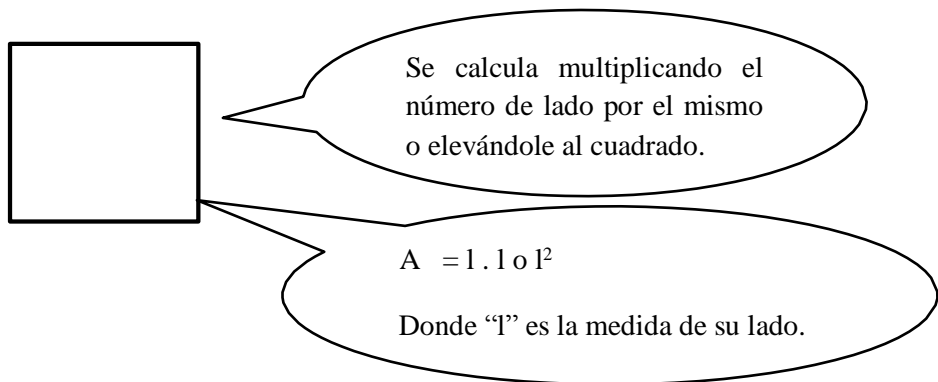 Se calcula multiplicando el
número de lado por el mismo
o elevándole al cuadrado.
A = l . l o l²
Donde “l” es la medida de su lado.